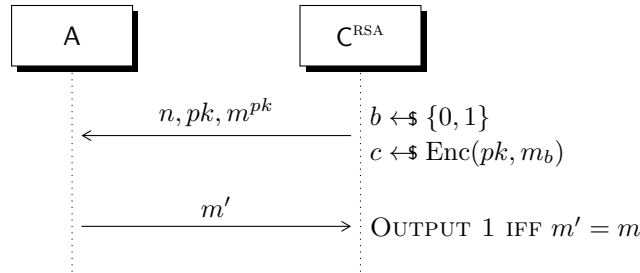 A C^RSA
n, pk, m^pk b ←$ {0, 1}
c ←$ Enc(pk, m_b)
m′ OUTPUT 1 IFF m′ = m